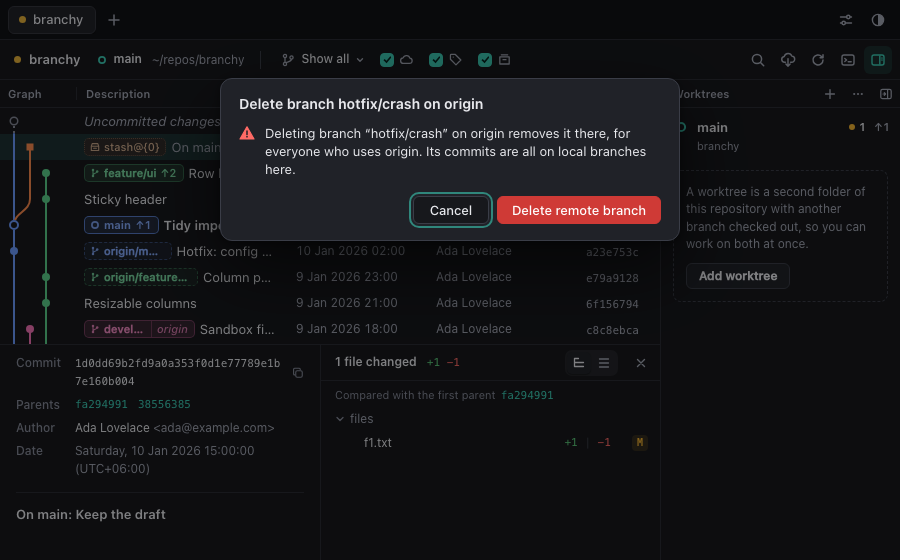 branchy
branchy main ~/repos/branchy Show all
Graph Description Worktrees
Delete branch hotfix/crash on origin
Deleting branch “hotfix/crash” on origin removes it there, for
everyone who uses origin. Its commits are all on local branches
here.
Cancel Delete remote branch
Uncommitted changes
stash@{0} On main
feature/ui ↑2 Row
Sticky header
main ↑1 Tidy
origin/m... Hotfix: config ... 10 Jan 2026 02:00 Ada Lovelace a23e753c
origin/feature... Column p... 9 Jan 2026 23:00 Ada Lovelace e79a9128
Resizable columns 9 Jan 2026 21:00 Ada Lovelace 6f156794
devel... origin Sandbox fi... 9 Jan 2026 18:00 Ada Lovelace c8c8ebca
main 1 ↑1
branchy
A worktree is a second folder of
this repository with another
branch checked out, so you can
work on both at once.
Add worktree
Commit 1d0dd69b2fd9a0a353f0d1e77789e1b
7e160b004
Parents fa294991 38556385
Author Ada Lovelace <ada@example.com>
Date Saturday, 10 Jan 2026 15:00:00
(UTC+06:00)
On main: Keep the draft
1 file changed +1 −1
Compared with the first parent fa294991
files
f1.txt +1 −1 M